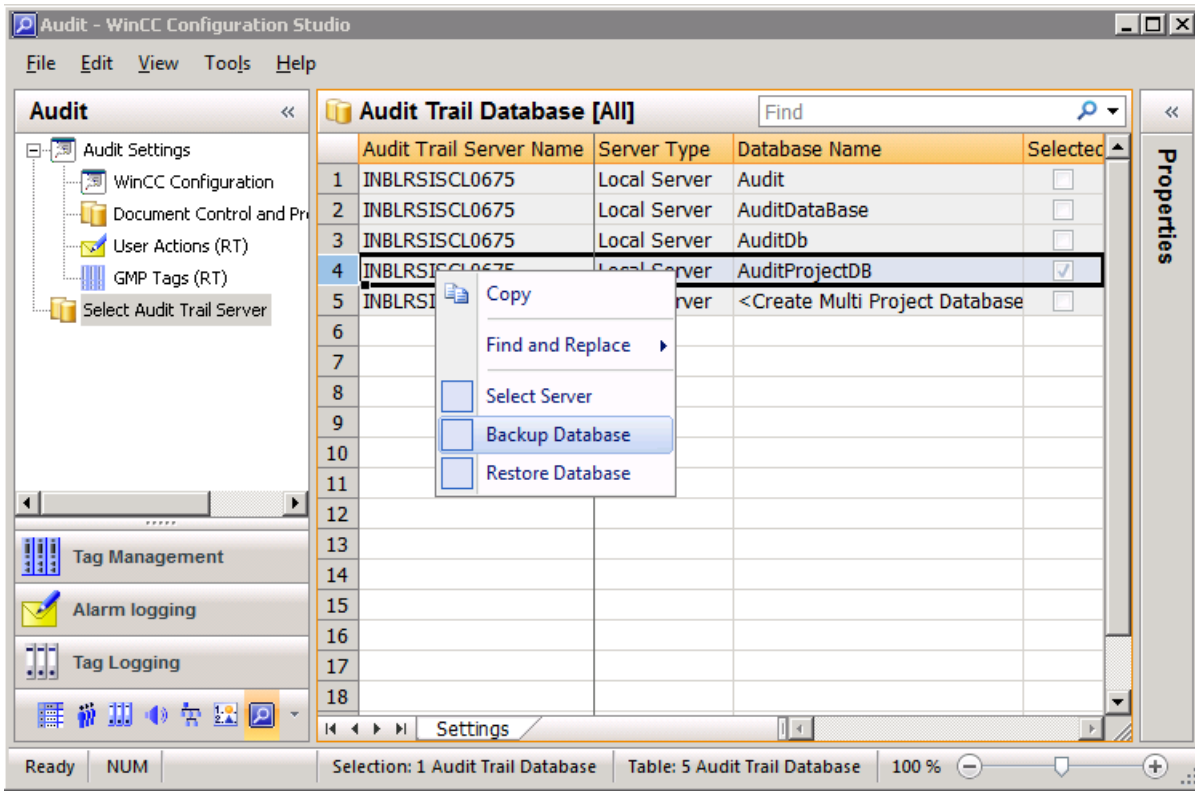 Audit - WinCC Configuration Studio
File Edit View Tools Help
Audit «
Audit Settings
WinCC Configuration
Document Control and Pr
User Actions (RT)
GMP Tags (RT)
Select Audit Trail Server
Tag Management
Alarm logging
Tag Logging
Audit Trail Database [All] Find
Audit Trail Server Name Server Type Database Name Selected
1 INBLRSISCL0675 Local Server Audit
2 INBLRSISCL0675 Local Server AuditDataBase
3 INBLRSISCL0675 Local Server AuditDb
4 INBLRSISCL0675 Local Server AuditProjectDB
5 INBLRSI rver <Create Multi Project Database
6
7
8
9
10
11
12
13
14
15
16
17
18
Copy
Find and Replace
Select Server
Backup Database
Restore Database
Settings
« Properties
Ready NUM Selection: 1 Audit Trail Database Table: 5 Audit Trail Database 100 %